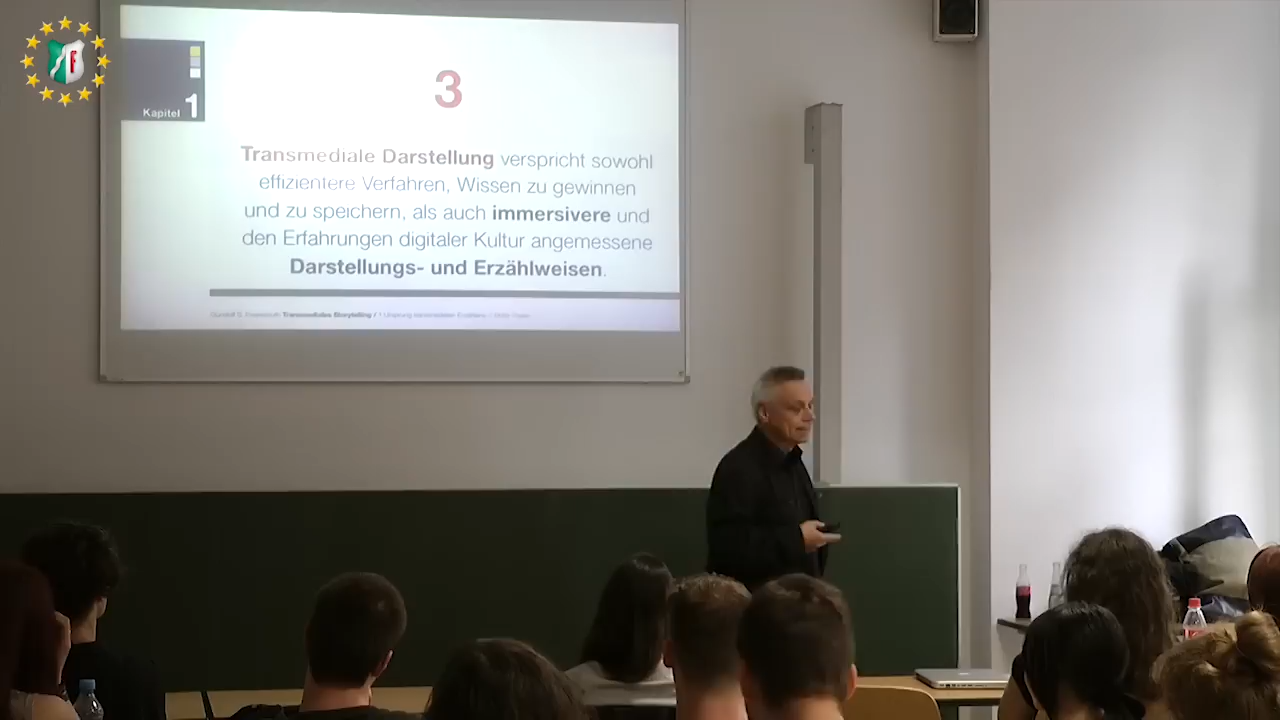 Kapitel 1
3
Transmediale Darstellung verspricht sowohl
effizientere Verfahren, Wissen zu gewinnen
und zu speichern, als auch immersivere und
den Erfahrungen digitaler Kultur angemessene
Darstellungs- und Erzählweisen.
Transmediales Storytelling /